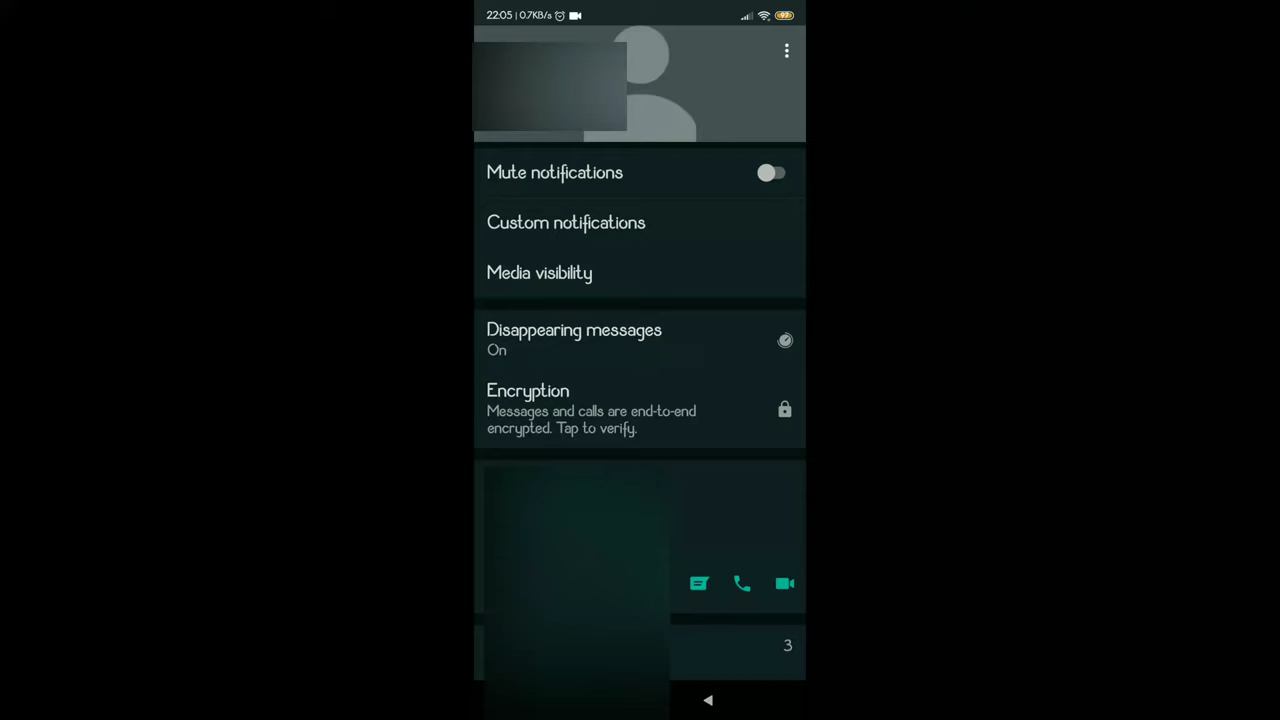 22:05 | 0.7KB/s 97
Mute notifications
Custom notifications
Media visibility
Disappearing messages
On
Encryption
Messages and calls are end-to-end
encrypted. Tap to verify.
3